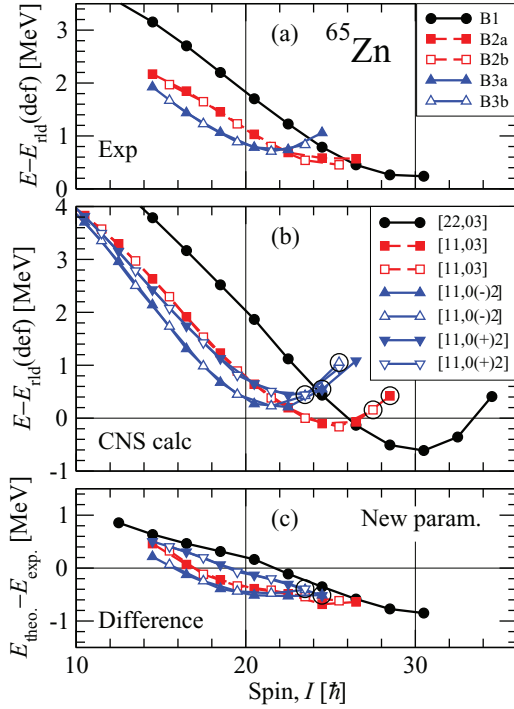 (a) ⁶⁵Zn
B1
B2a
B2b
B3a
B3b
Exp
E−E_rld(def) [MeV]
3
2
1
0
(b)
[22,03]
[11,03]
[11,03]
[11,0(-)2]
[11,0(-)2]
[11,0(+)2]
[11,0(+)2]
CNS calc
E−E_rld(def) [MeV]
4
3
2
1
0
-1
(c) New param.
Difference
E_theo.−E_exp. [MeV]
1
0
-1
10 20 30
Spin, I [ħ]